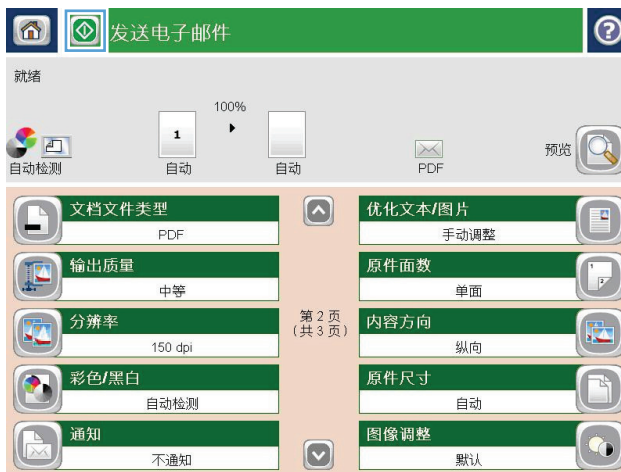 发送电子邮件
?
就绪
100%
1
自动检测
自动
自动
PDF
预览
文档文件类型
PDF
输出质量
中等
分辨率
150 dpi
彩色/黑白
自动检测
通知
不通知
第 2 页
(共 3 页)
优化文本/图片
手动调整
原件面数
单面
1
2
内容方向
纵向
原件尺寸
自动
图像调整
默认